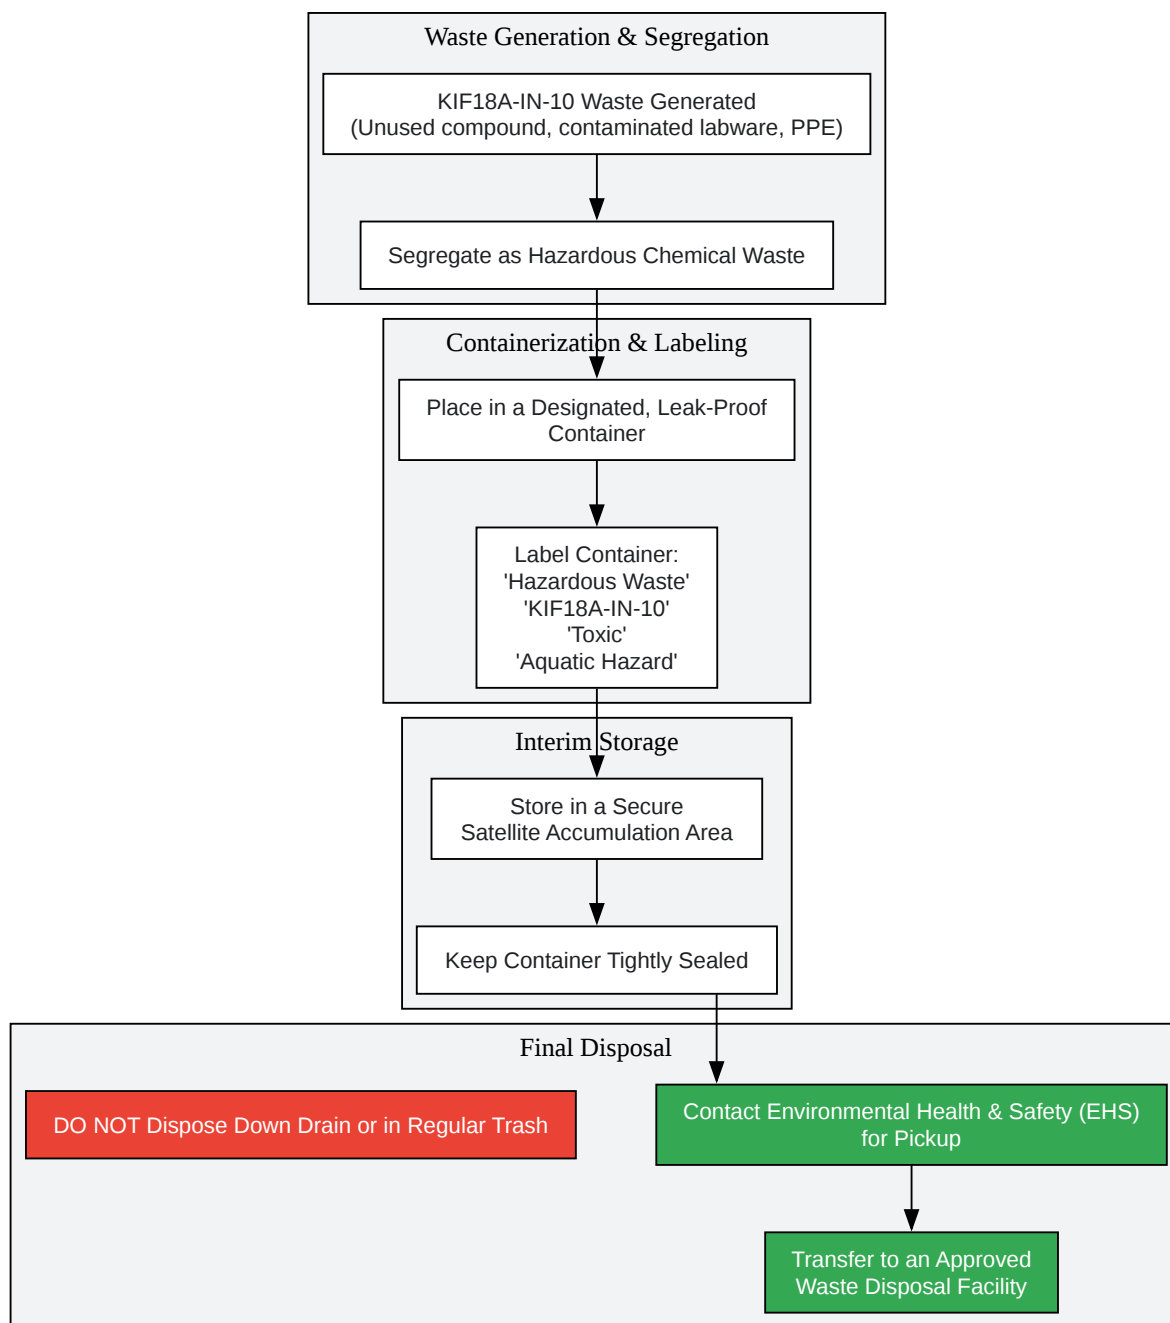 Waste Generation & Segregation
KIF18A-IN-10 Waste Generated
(Unused compound, contaminated labware, PPE)
Segregate as Hazardous Chemical Waste
Containerization & Labeling
Place in a Designated, Leak-Proof
Container
Label Container:
'Hazardous Waste'
'KIF18A-IN-10'
'Toxic'
'Aquatic Hazard'
Interim Storage
Store in a Secure
Satellite Accumulation Area
Keep Container Tightly Sealed
Final Disposal
DO NOT Dispose Down Drain or in Regular Trash
Contact Environmental Health & Safety (EHS)
for Pickup
Transfer to an Approved
Waste Disposal Facility